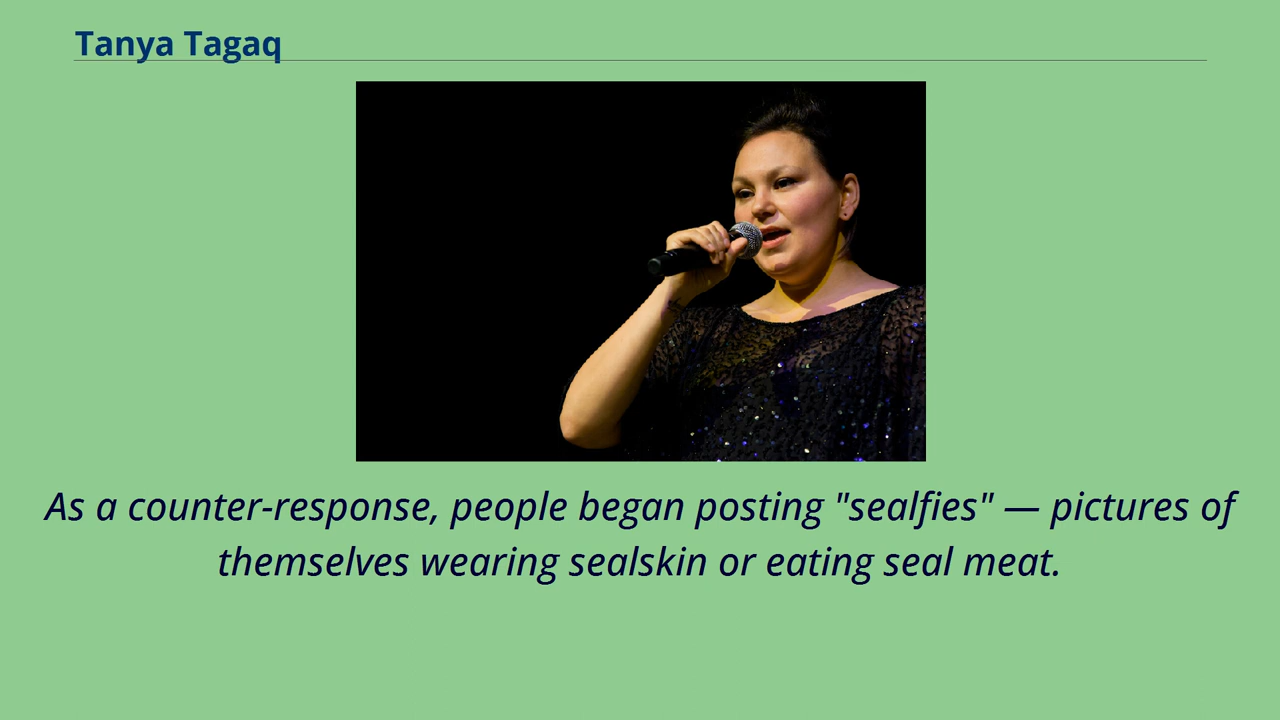 Tanya Tagaq
As a counter-response, people began posting "sealfies" — pictures of
themselves wearing sealskin or eating seal meat.